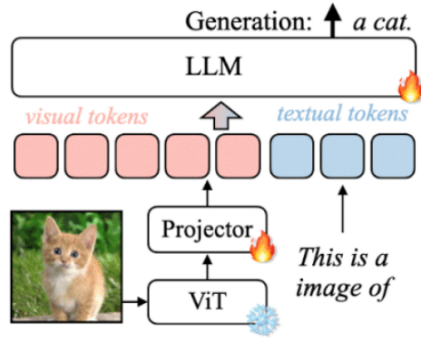 Generation: a cat.
LLM
visual tokens
textual tokens
Projector
ViT
This is a
image of